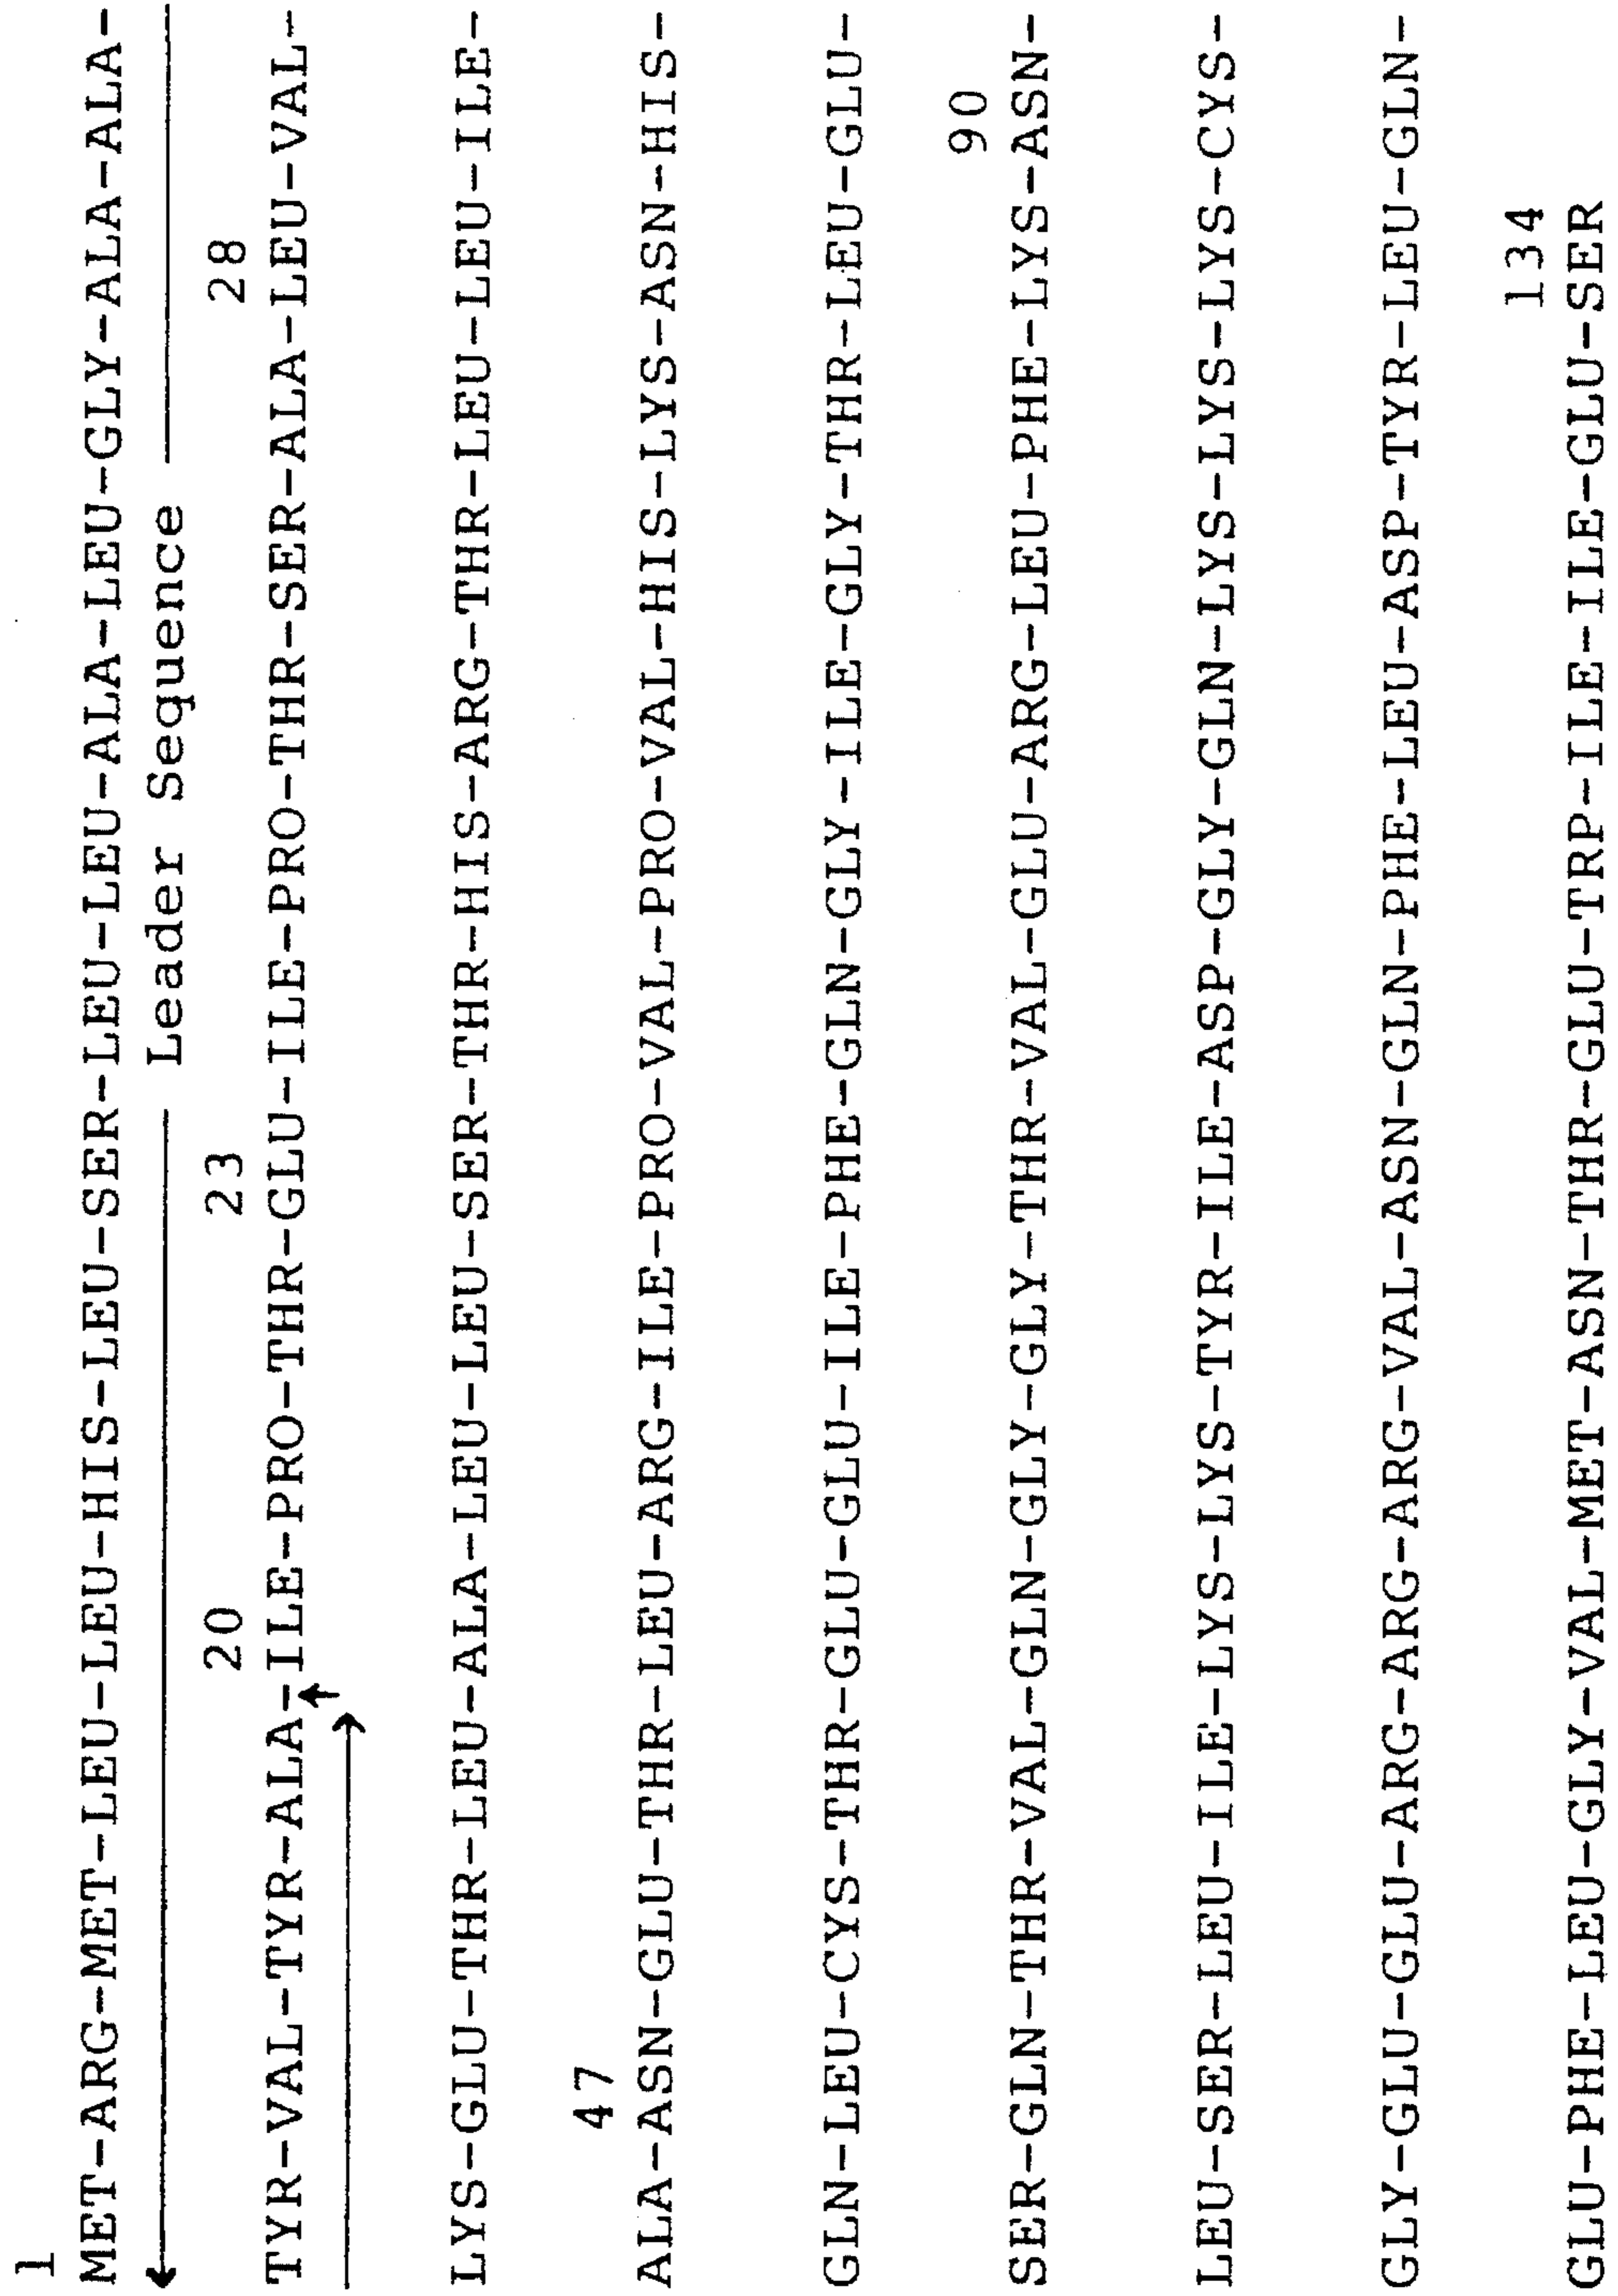 1
MET-ARG-MET-LEU-LEU-HIS-LEU-SER-LEU-LEU-ALA-LEU-GLY-ALA-ALA-
Leader Sequence
20 23 28
TYR-VAL-TYR-ALA-ILE-PRO-THR-GLU-ILE-PRO-THR-SER-ALA-LEU-VAL-
LYS-GLU-THR-LEU-ALA-LEU-LEU-SER-THR-HIS-ARG-THR-LEU-LEU-ILE-
47
ALA-ASN-GLU-THR-LEU-ARG-ILE-PRO-VAL-PRO-VAL-HIS-LYS-ASN-HIS-
GLN-LEU-CYS-THR-GLU-GLU-ILE-PHE-GLN-GLY-ILE-GLY-THR-LEU-GLU-
90
SER-GLN-THR-VAL-GLN-GLY-GLY-THR-VAL-GLU-ARG-LEU-PHE-LYS-ASN-
LEU-SER-LEU-ILE-LYS-LYS-TYR-ILE-ASP-GLY-GLN-LYS-LYS-LYS-CYS-
GLY-GLU-GLU-ARG-ARG-ARG-VAL-ASN-GLN-PHE-LEU-ASP-TYR-LEU-GLN-
134
GLU-PHE-LEU-GLY-VAL-MET-ASN-THR-GLU-TRP-ILE-ILE-GLU-SER